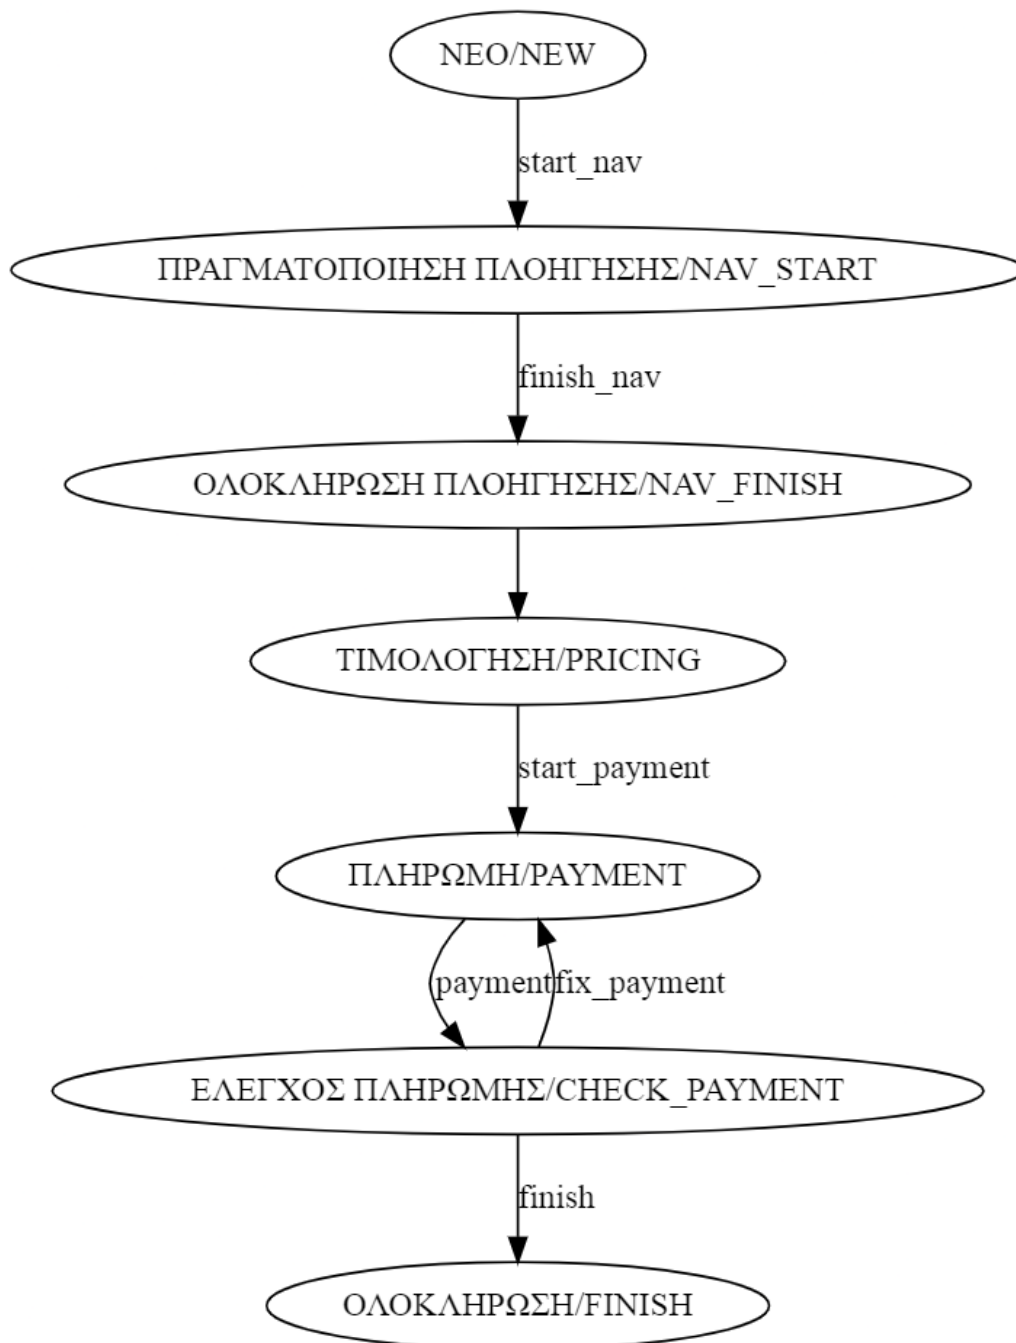 ΝΕΟ/NEW
start_nav
ΠΡΑΓΜΑΤΟΠΟΙΗΣΗ ΠΛΟΗΓΗΣΗΣ/NAV_START
finish_nav
ΟΛΟΚΛΗΡΩΣΗ ΠΛΟΗΓΗΣΗΣ/NAV_FINISH
ΤΙΜΟΛΟΓΗΣΗ/PRICING
start_payment
ΠΛΗΡΩΜΗ/PAYMENT
payment fix_payment
ΕΛΕΓΧΟΣ ΠΛΗΡΩΜΗΣ/CHECK_PAYMENT
finish
ΟΛΟΚΛΗΡΩΣΗ/FINISH